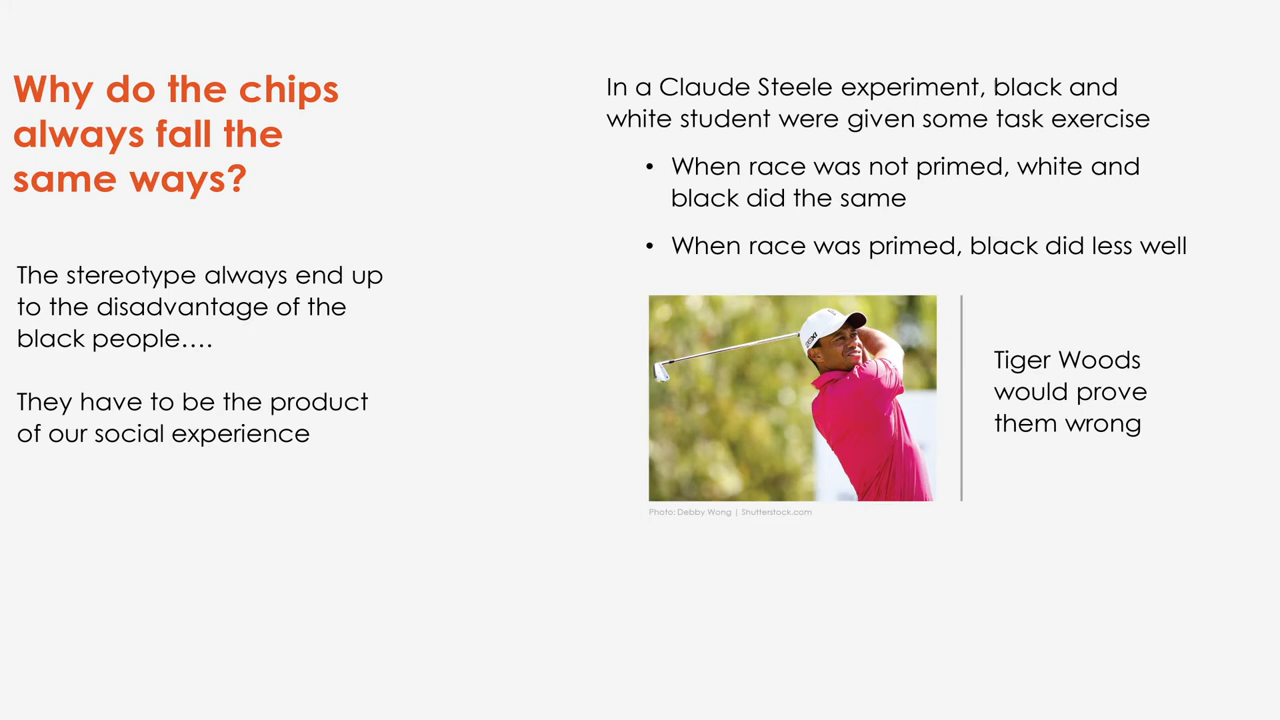 Why do the chips
always fall the
same ways?
The stereotype always end up
to the disadvantage of the
black people....
They have to be the product
of our social experience
In a Claude Steele experiment, black and
white student were given some task exercise
• When race was not primed, white and
black did the same
• When race was primed, black did less well
Tiger Woods
would prove
them wrong
Photo: Debby Wong | Shutterstock.com